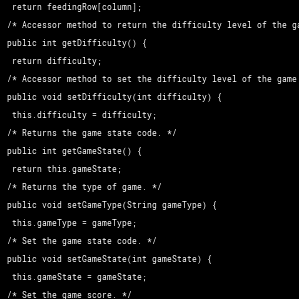 return feedingRow[column];
/* Accessor method to return the difficulty level of the
public int getDifficulty() {
return difficulty;
/* Accessor method to set the difficulty level of the game
public void setDifficulty(int difficulty) {
this.difficulty = difficulty;
/* Returns the game state code. */
public int getGameState() {
return this.gameState;
/* Returns the type of game. */
public void setGameType(String gameType) {
this.gameType = gameType;
/* Set the game state code. */
public void setGameState(int gameState) {
this.gameState = gameState;
/* Set the game score. */